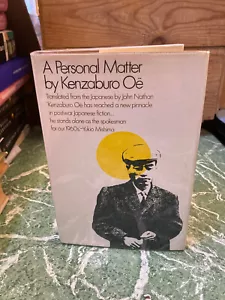 A Personal Matter
by Kenzaburo Oë
Translated from the Japanese by John Nathan
"Kenzaburo Oë has reached a new pinnacle
in postwar Japanese fiction...
he stands alone as the spokesman
for our 1960s"—Yukio Mishima